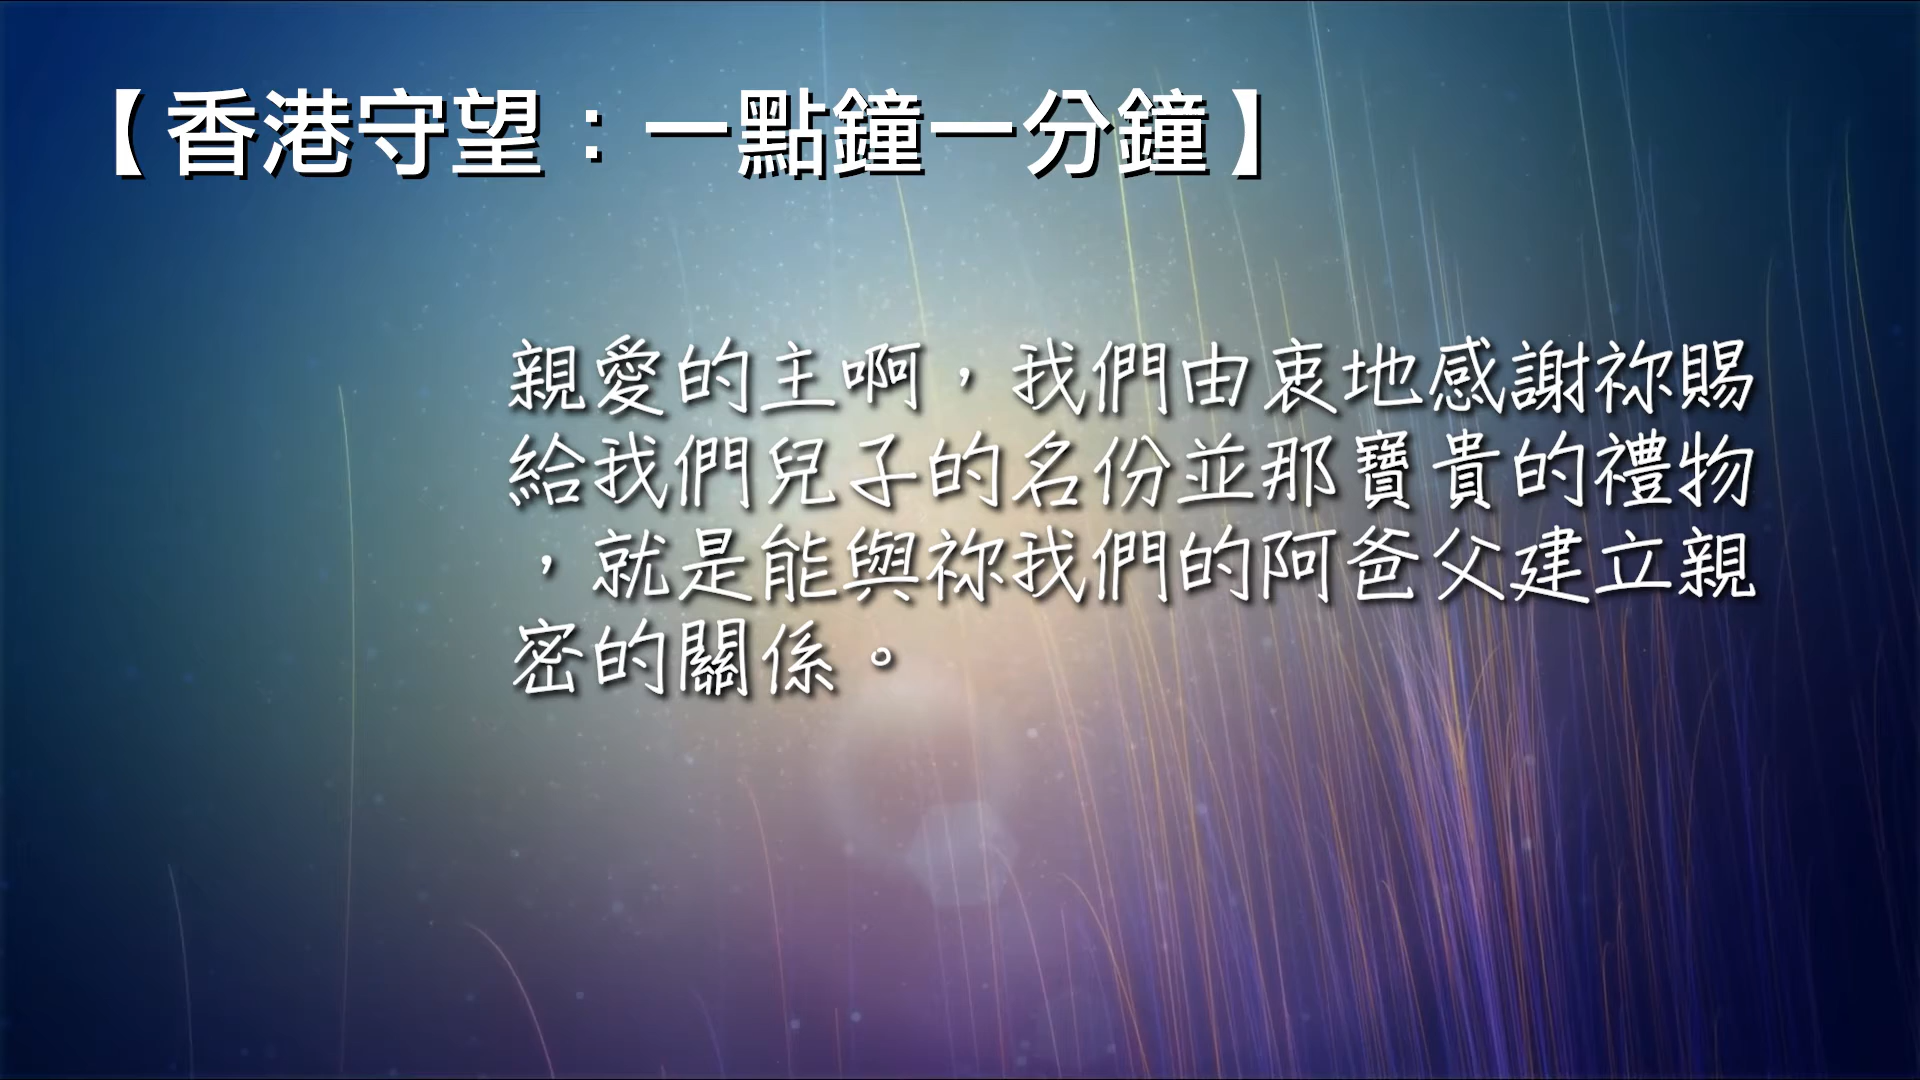 【香港守望：一點鐘一分鐘】
親愛的主啊，我們由衷地感謝祢賜
給我們兒子的名份並那寶貴的禮物
，就是能與祢我們的阿爸父建立親
密的關係。